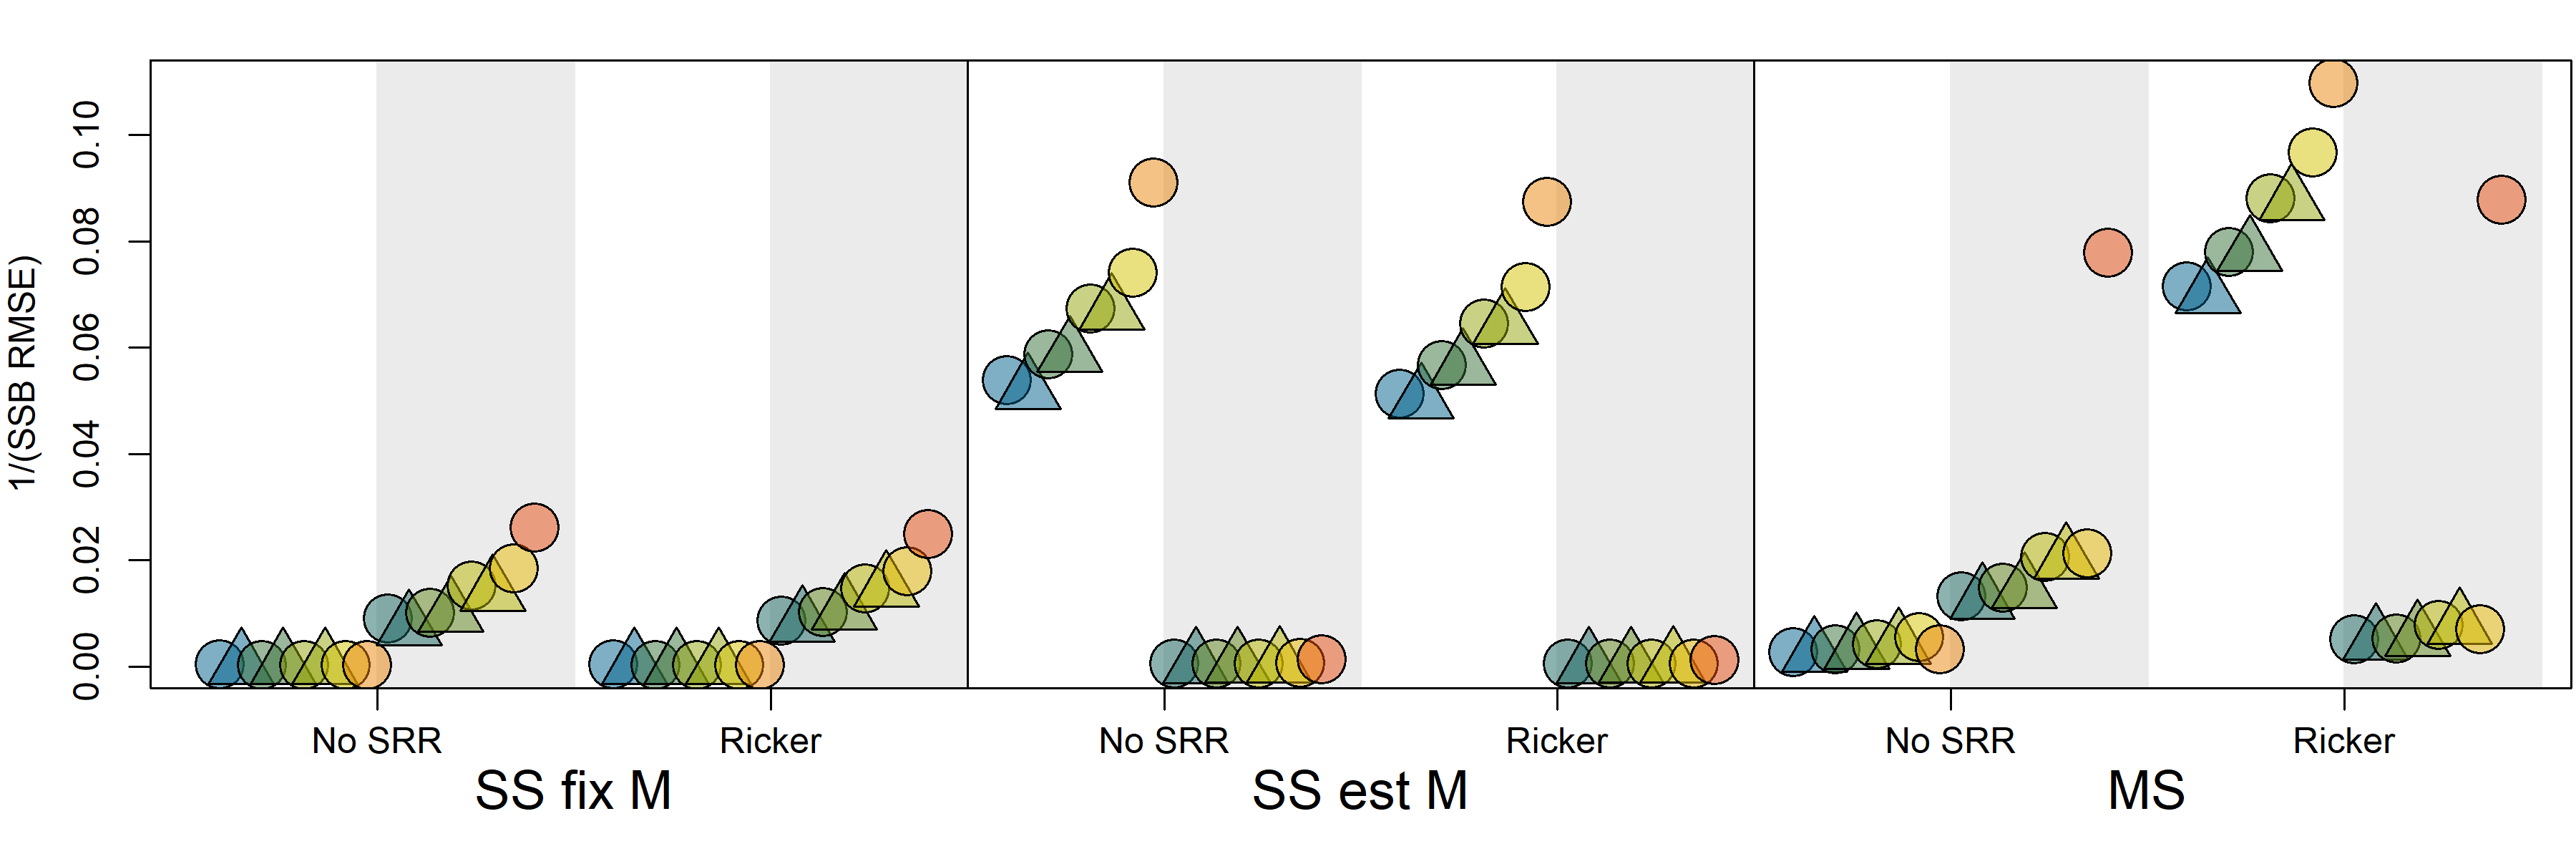 1/(SSB RMSE)
0.10
0.08
0.06
0.04
0.02
0.00
No SRR Ricker No SRR Ricker No SRR Ricker
SS fix M SS est M MS